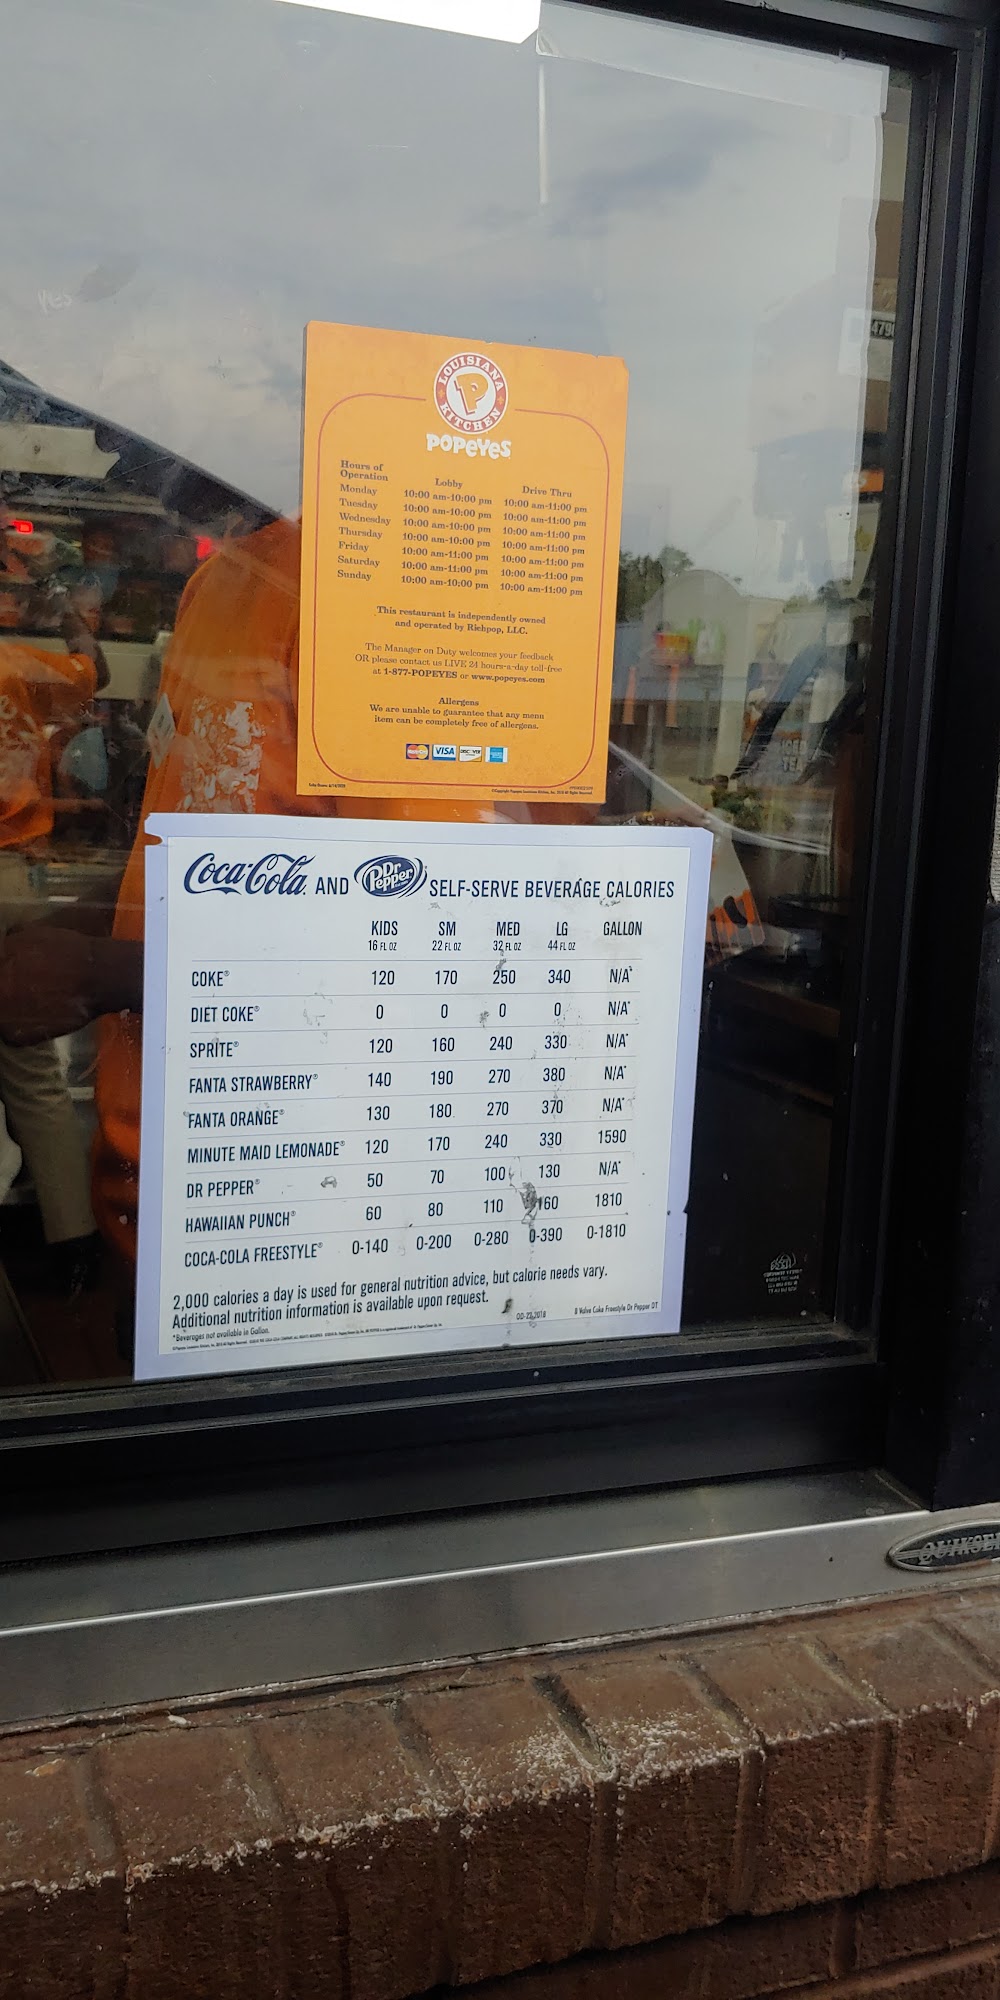 LOUISIANA
KITCHEN
POPEYES
Hours of
Operation Lobby Drive Thru
Monday 10:00 am-10:00 pm 10:00 am-11:00 pm
Tuesday 10:00 am-10:00 pm 10:00 am-11:00 pm
Wednesday 10:00 am-10:00 pm 10:00 am-11:00 pm
Thursday 10:00 am-10:00 pm 10:00 am-11:00 pm
Friday 10:00 am-11:00 pm 10:00 am-11:00 pm
Saturday 10:00 am-11:00 pm 10:00 am-11:00 pm
Sunday 10:00 am-10:00 pm 10:00 am-11:00 pm
This restaurant is independently owned
and operated by Richpop, LLC.
The Manager on Duty welcomes your feedback
OR please contact us LIVE 24 hours-a-day toll-free
at 1-877-POPEYES or www.popeyes.com
Allergens
We are unable to guarantee that any menu
item can be completely free of allergens.
MasterCard VISA DISCOVER
Coca-Cola AND Dr Pepper SELF-SERVE BEVERAGE CALORIES
KIDS SM MED LG GALLON
16 FL OZ 22 FL OZ 32 FL OZ 44 FL OZ
COKE® 120 170 250 340 N/A*
DIET COKE® 0 0 0 0 N/A*
SPRITE® 120 160 240 330 N/A*
FANTA STRAWBERRY® 140 190 270 380 N/A*
FANTA ORANGE® 130 180 270 370 N/A*
MINUTE MAID LEMONADE® 120 170 240 330 1590
DR PEPPER® 50 70 100 130 N/A*
HAWAIIAN PUNCH® 60 80 110 160 1810
COCA-COLA FREESTYLE® 0-140 0-200 0-280 0-390 0-1810
2,000 calories a day is used for general nutrition advice, but calorie needs vary.
Additional nutrition information is available upon request.
*Beverages not available in Gallon.
8 Valve Coke Freestyle Dr Pepper DT
ICED
TEA
479